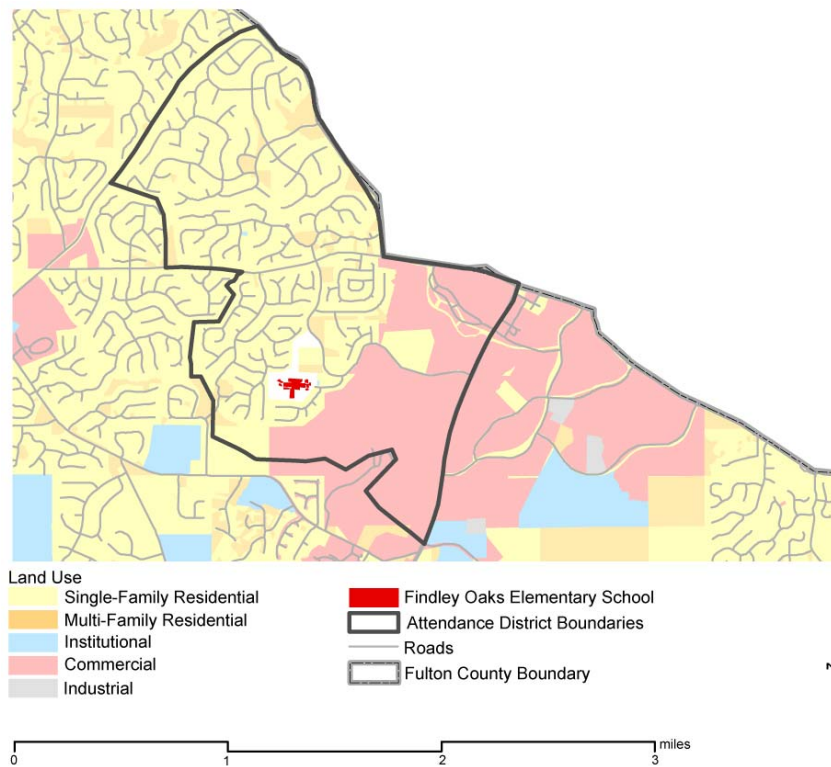 Land Use
Single-Family Residential
Multi-Family Residential
Institutional
Commercial
Industrial
Findley Oaks Elementary School
Attendance District Boundaries
Roads
Fulton County Boundary
miles
0 1 2 3